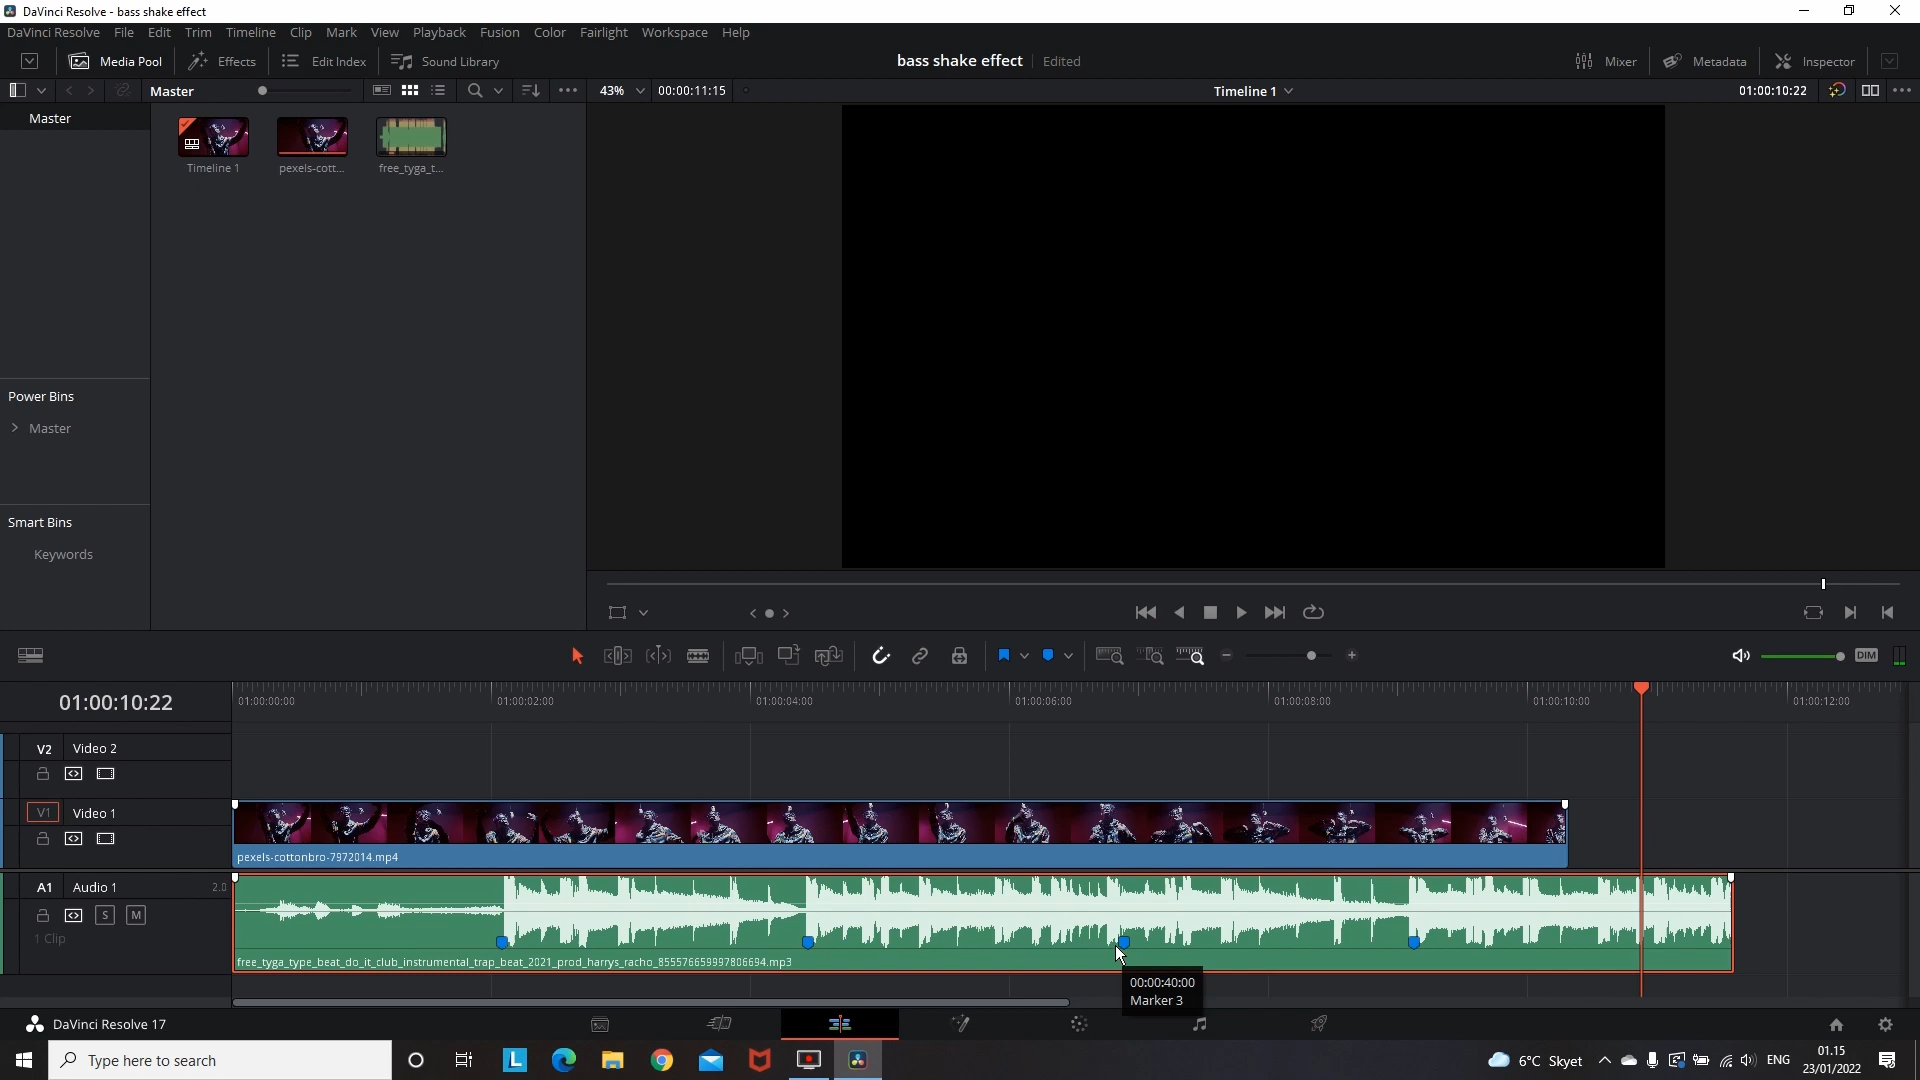 DaVinci Resolve - bass shake effect
DaVinci Resolve File Edit Trim Timeline Clip Mark View Playback Fusion Color Fairlight Workspace Help
Media Pool Effects Edit Index Sound Library bass shake effect Edited Mixer Metadata Inspector
Master 43% 00:00:11:15 Timeline 1 01:00:10:22
Master
Timeline 1 pexels-cott... free_tyga_t...
Power Bins
Master
Smart Bins
Keywords
DIM
01:00:10:22 01:00:00:00 01:00:02:00 01:00:04:00 01:00:06:00 01:00:08:00 01:00:10:00 01:00:12:00
V2 Video 2
V1 Video 1
pexels-cottonbro-7972014.mp4
A1 Audio 1 2.0
S M
1 Clip
free_tyga_type_beat_do_it_club_instrumental_trap_beat_2021_prod_harrys_racho_855576659997806694.mp3
00:00:40:00
Marker 3
DaVinci Resolve 17
Type here to search L 6°C Skyet ENG 01.15
23/01/2022